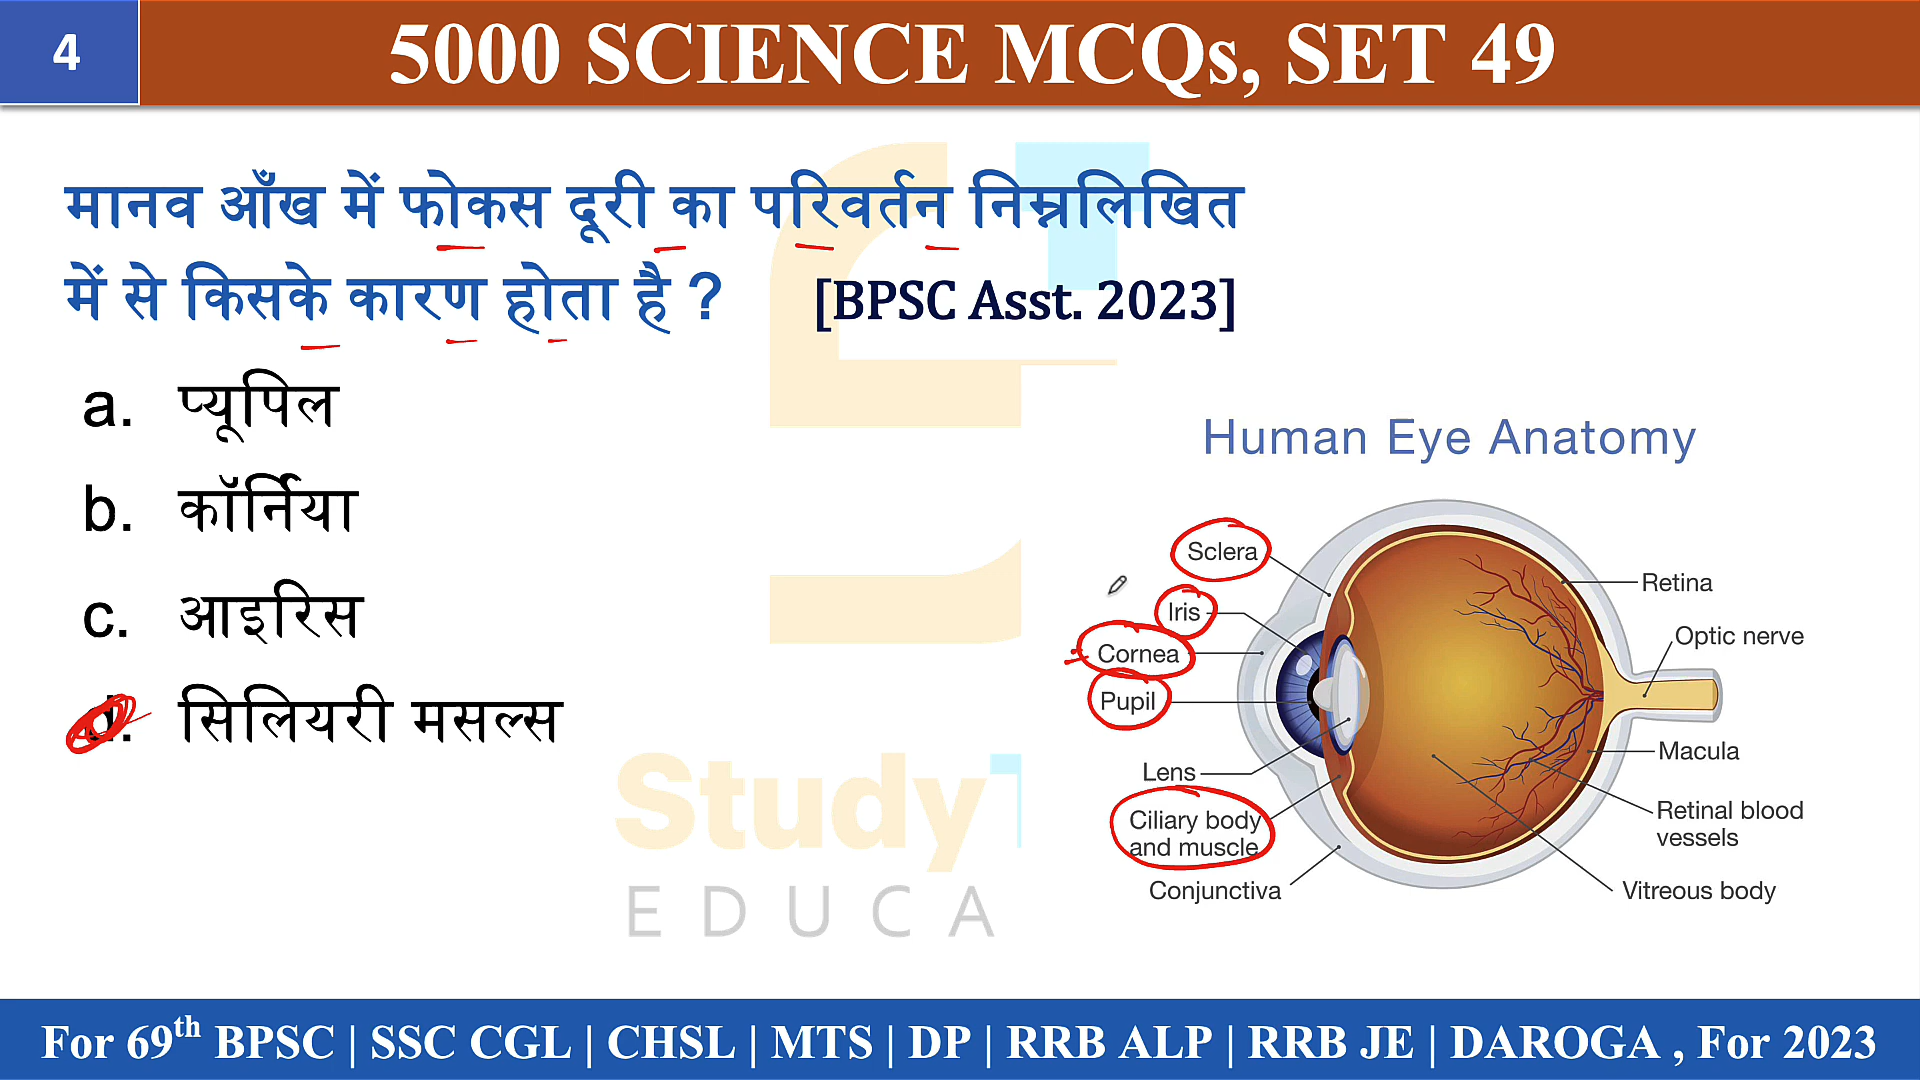 4
5000 SCIENCE MCQs, SET 49
मानव आँख में फोकस दूरी का परिवर्तन निम्नलिखित
में से किसके कारण होता है ? [BPSC Asst. 2023]
a. प्यूपिल
b. कॉर्निया
c. आइरिस
d. सिलियरी मसल्स
Human Eye Anatomy
Sclera
Iris
Cornea
Pupil
Lens
Ciliary body
and muscle
Conjunctiva
Retina
Optic nerve
Macula
Retinal blood
vessels
Vitreous body
Study
EDUCA
For 69th BPSC | SSC CGL | CHSL | MTS | DP | RRB ALP | RRB JE | DAROGA , For 2023